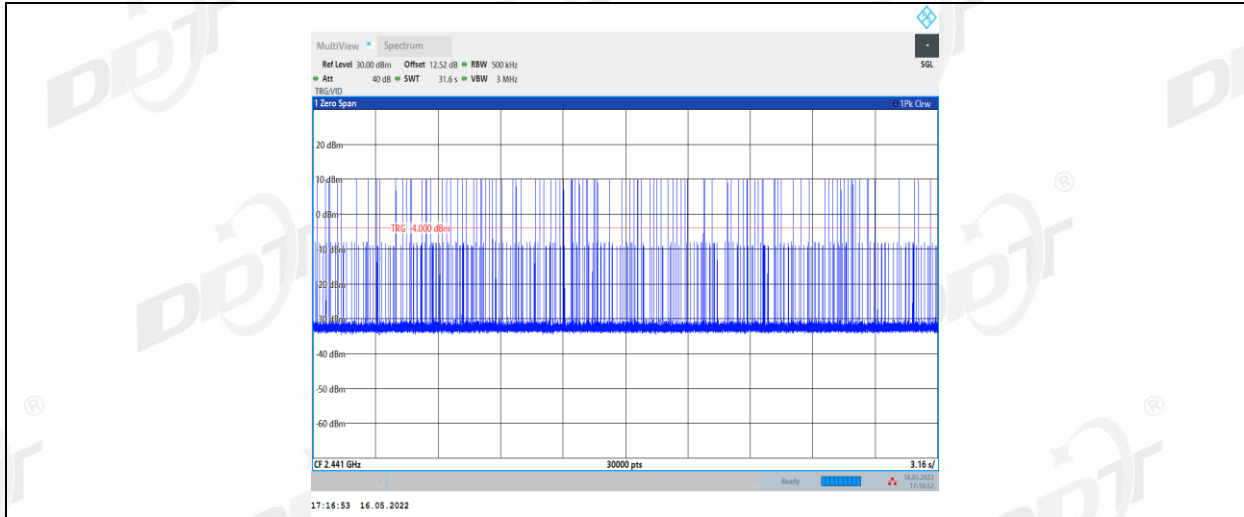 MultiView Spectrum
Ref Level 30.00 dBm Offset 12.52 dB RBW 500 kHz SGL
Att 40 dB SWT 31.6 s VBW 3 MHz
TRG:VID
1 Zero Span 1Pk Clrw
20 dBm
10 dBm
0 dBm
TRG -4.000 dBm
-10 dBm
-20 dBm
-30 dBm
-40 dBm
-50 dBm
-60 dBm
CF 2.441 GHz 30000 pts 3.16 s/
Ready 16.05.2022
17:16:52
17:16:53 16.05.2022
DDT
®